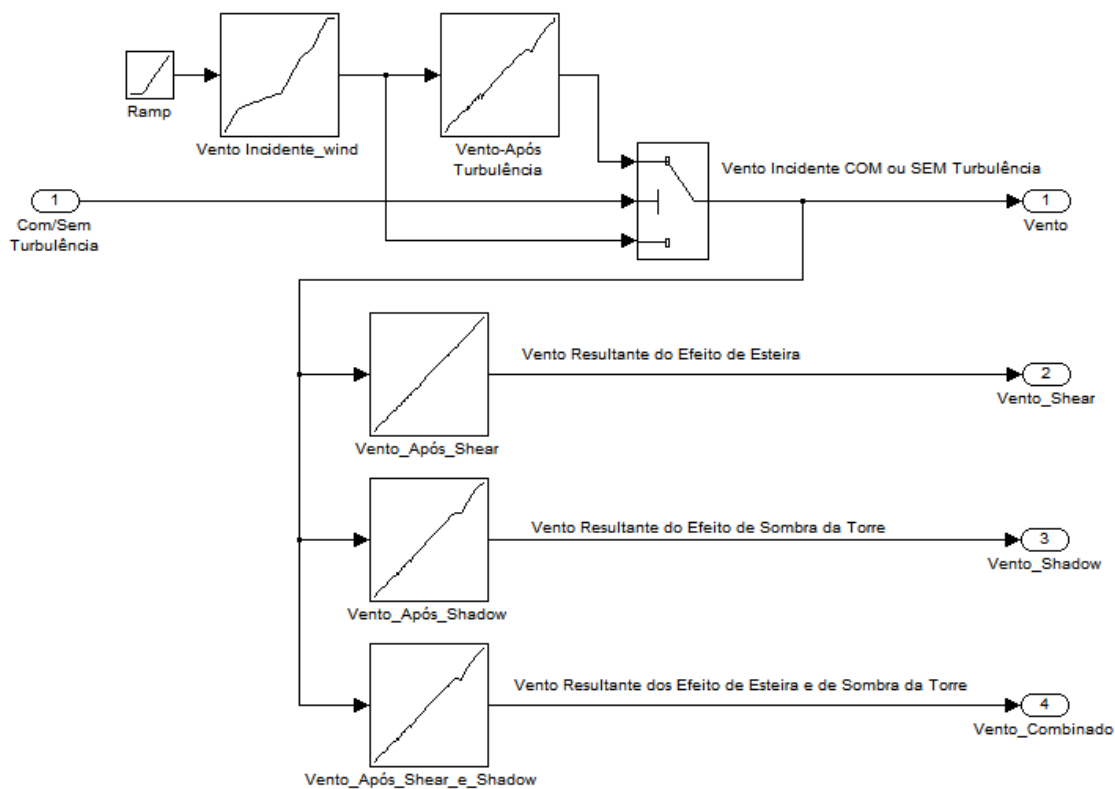 Ramp
Vento Incidente_wind
Vento-Após
Turbulência
Vento Incidente COM ou SEM Turbulência
1
Com/Sem
Turbulência
1
Vento
Vento Resultante do Efeito de Esteira
2
Vento_Shear
Vento_Após_Shear
Vento Resultante do Efeito de Sombra da Torre
3
Vento_Shadow
Vento_Após_Shadow
Vento Resultante dos Efeito de Esteira e de Sombra da Torre
4
Vento_Combinado
Vento_Após_Shear_e_Shadow